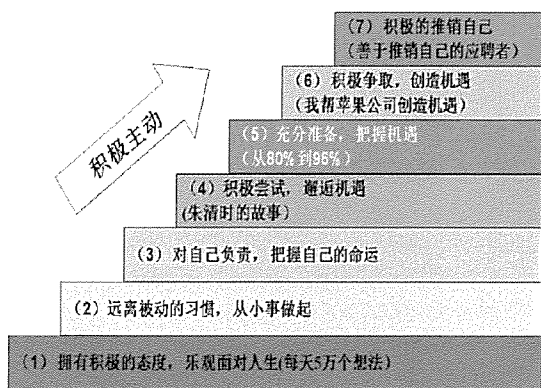 (7) 积极的推销自己
(善于推销自己的应聘者)
(6) 积极争取，创造机遇
(我帮苹果公司创造机遇)
(5) 充分准备，把握机遇
(从80%到95%)
(4) 积极尝试，邂逅机遇
(朱清时的故事)
(3) 对自己负责，把握自己的命运
(2) 远离被动的习惯，从小事做起
(1) 拥有积极的态度，乐观面对人生(每天5万个想法)
积极主动